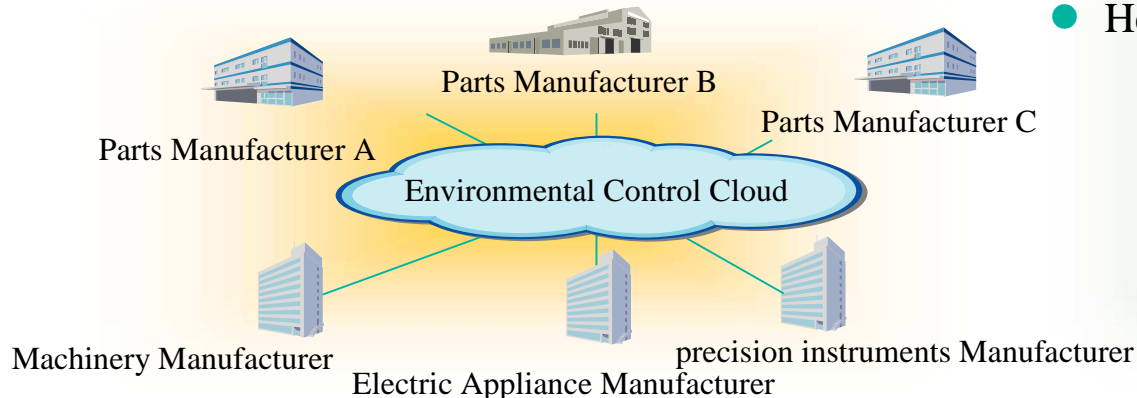 Parts Manufacturer B
Parts Manufacturer A
Parts Manufacturer C
Environmental Control Cloud
Machinery Manufacturer
precision instruments Manufacturer
Electric Appliance Manufacturer